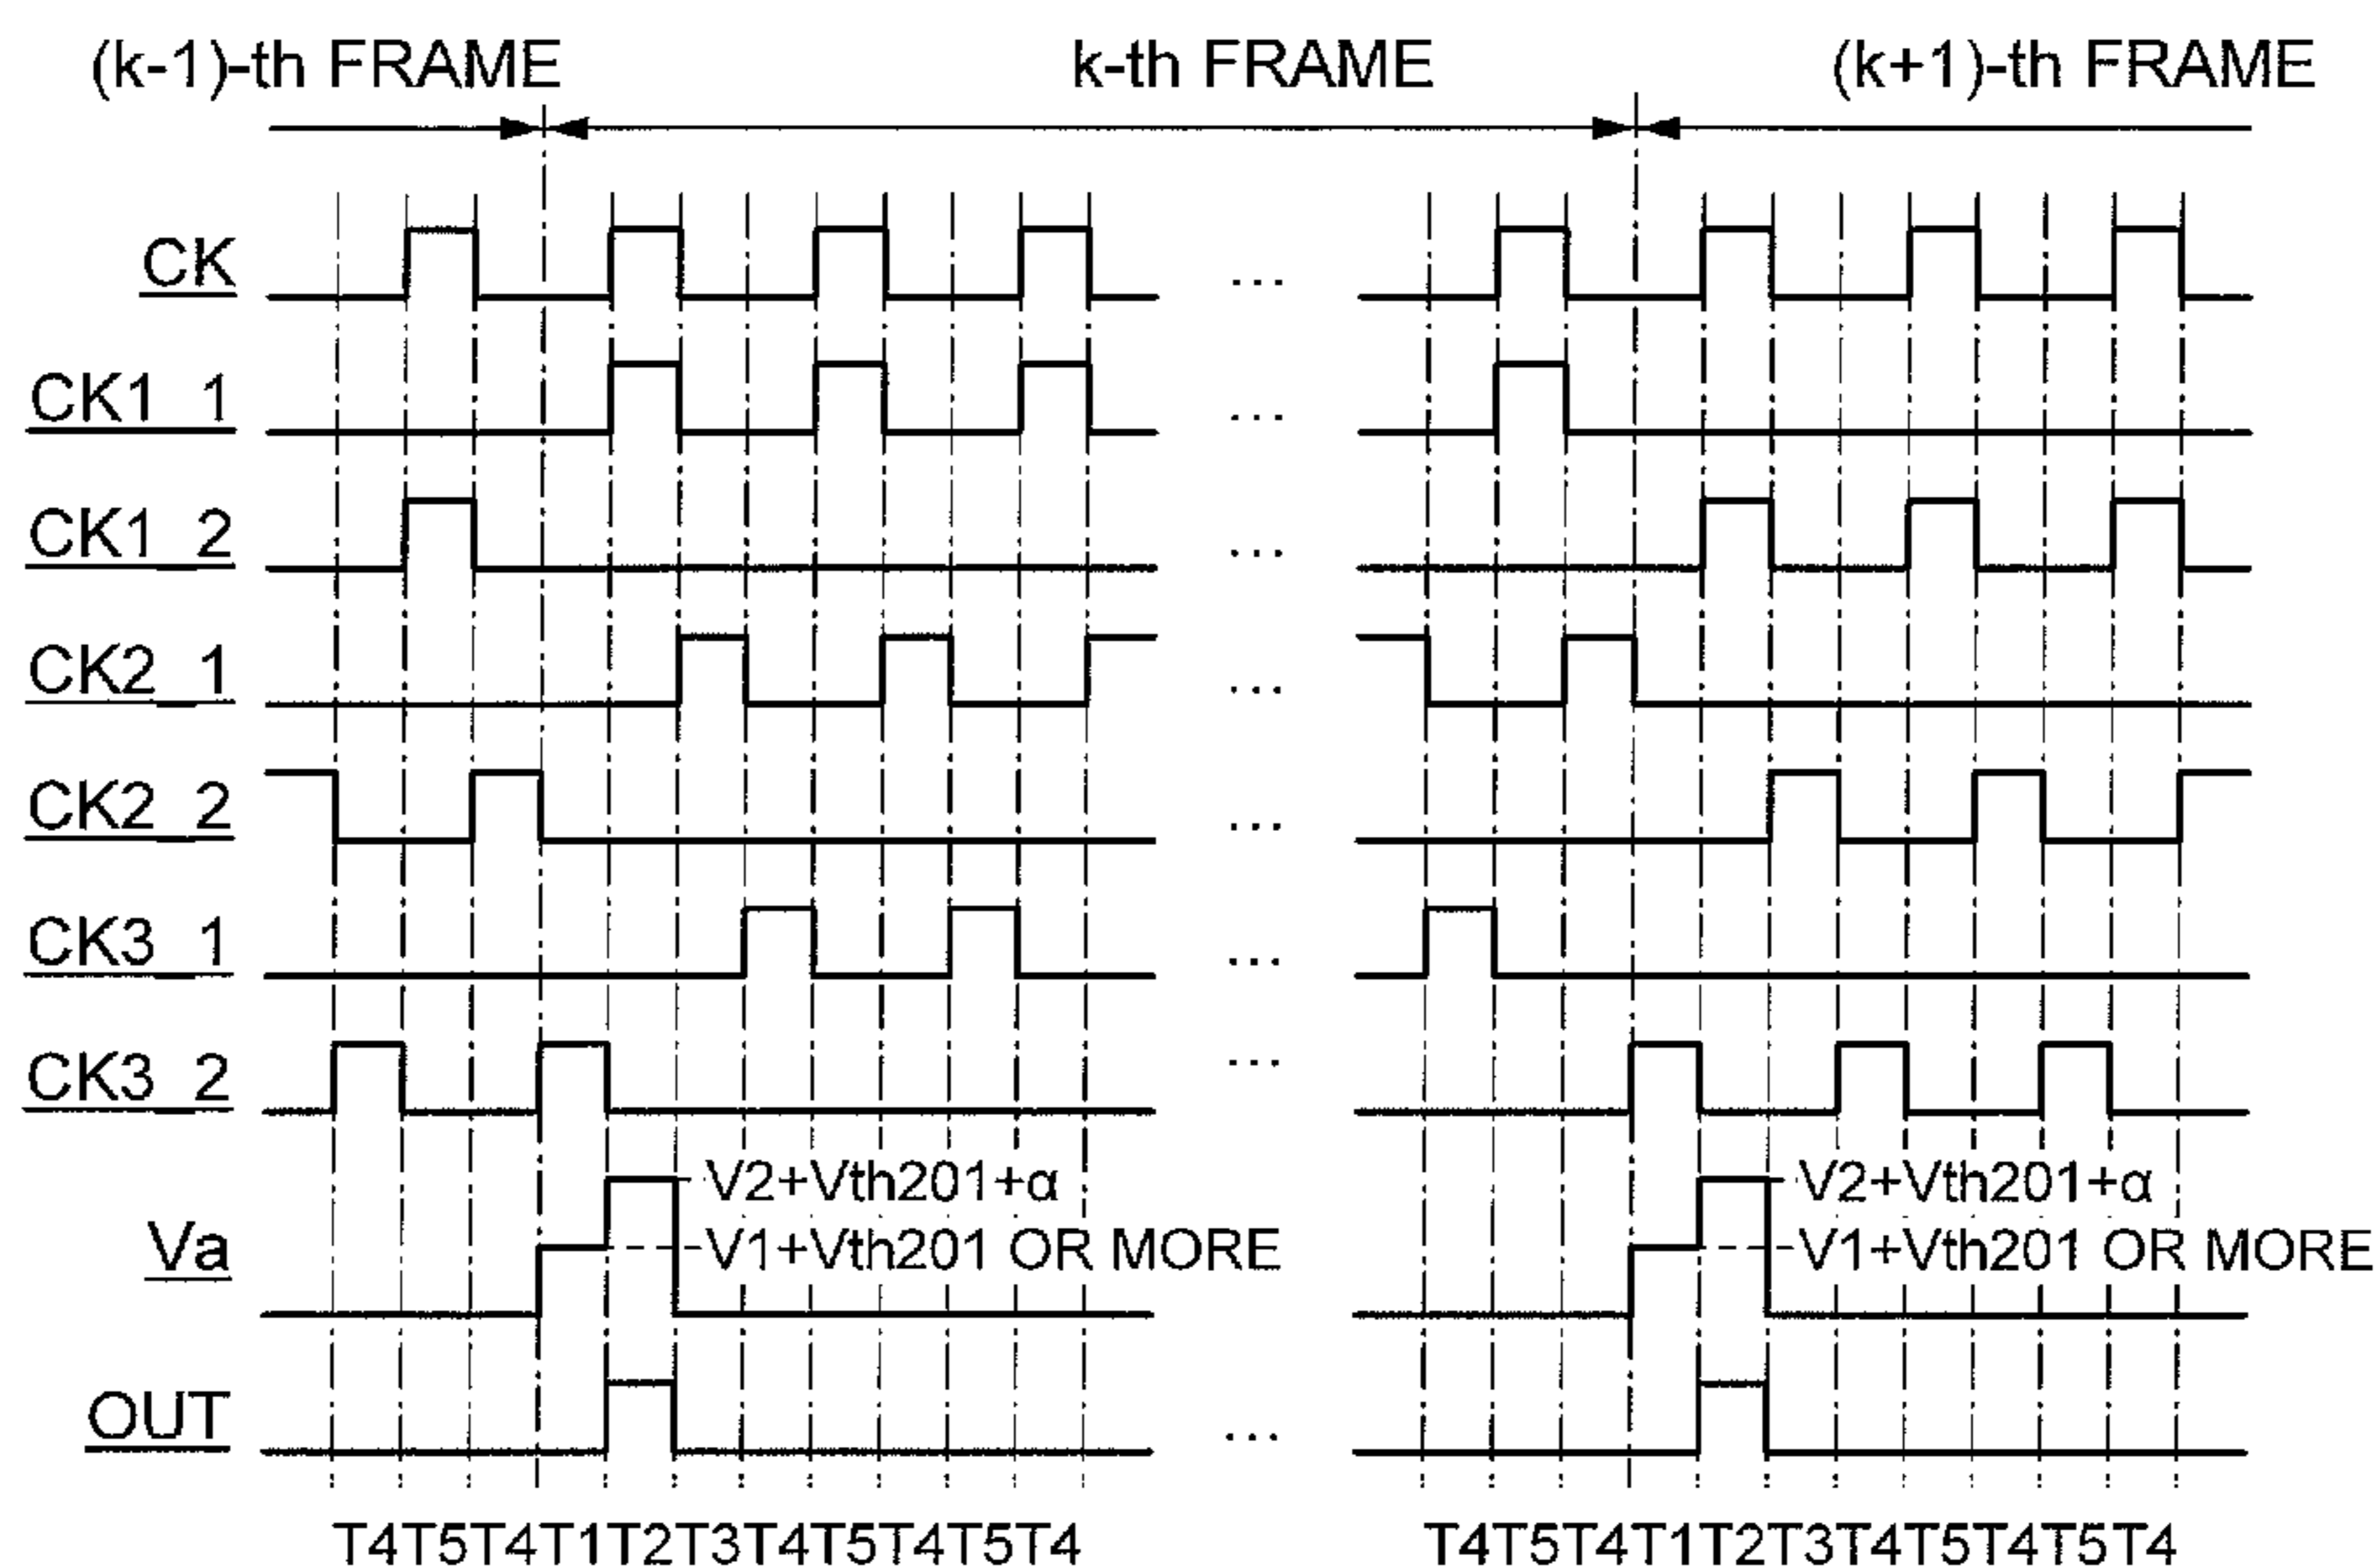 (k-1)-th FRAME k-th FRAME (k+1)-th FRAME
CK ...
CK1_1 ...
CK1_2 ...
CK2_1 ...
CK2_2 ...
CK3_1 ...
CK3_2 ...
V2+Vth201+α V2+Vth201+α
Va V1+Vth201 OR MORE V1+Vth201 OR MORE
OUT ...
T4T5T4T1T2T3T4T5T4T5T4 T4T5T4T1T2T3T4T5T4T5T4